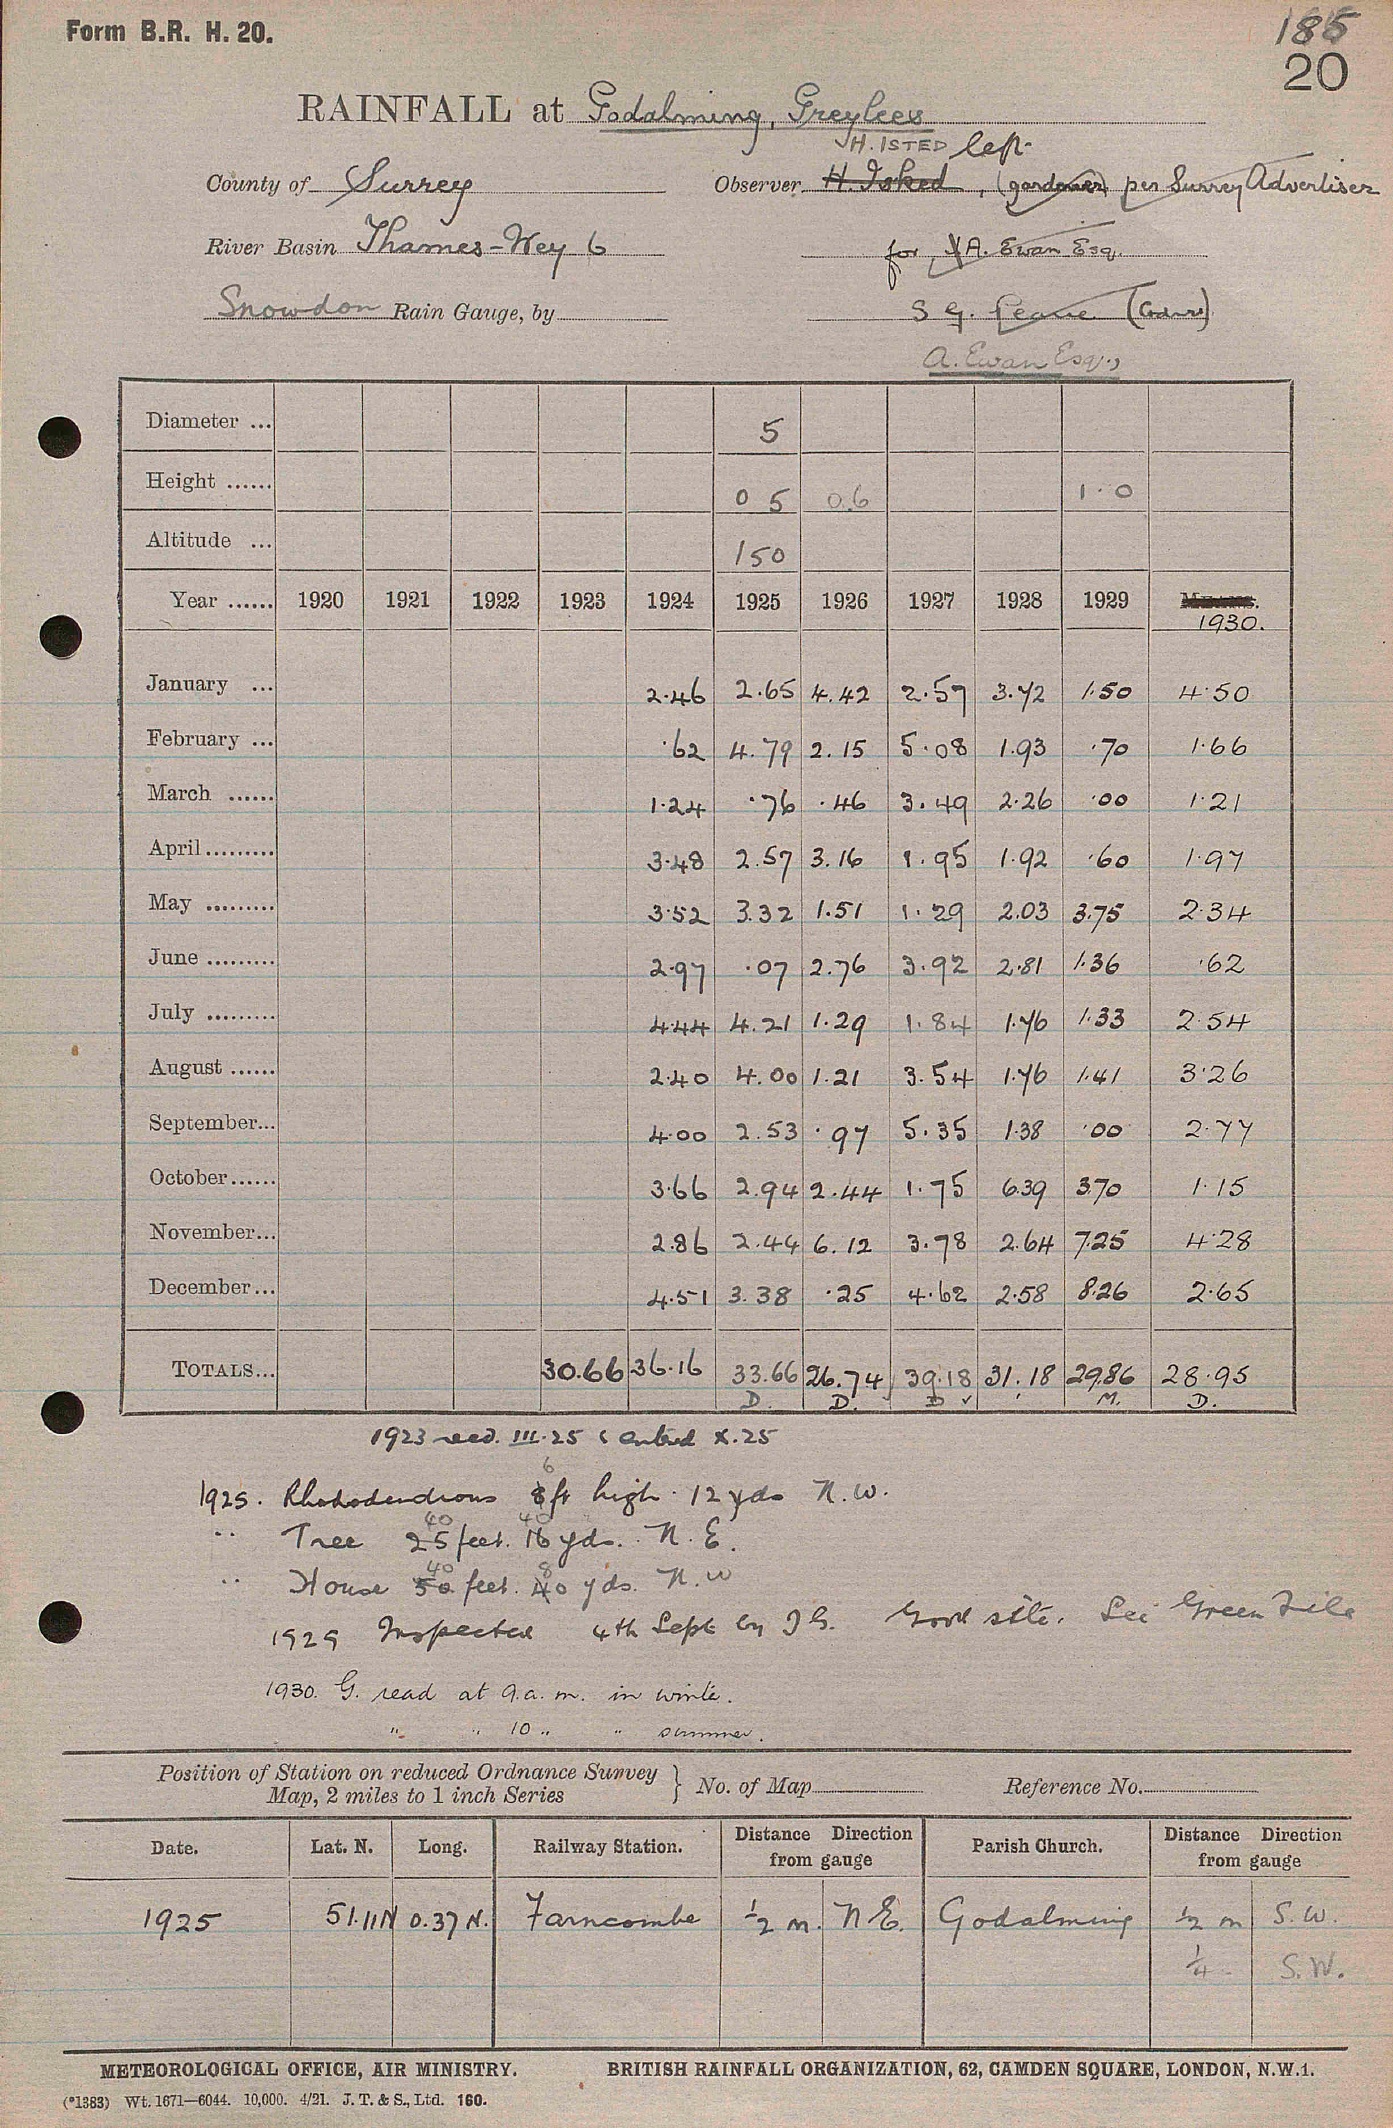 Form B.R. H. 20.
185
20
RAINFALL at Godalming, Greylees
H. ISTED left
County of Surrey Observer H. Isked, (gardener) per Surrey Advertiser
River Basin Thames-Wey 6 for A. Ewan Esq.
Snowdon Rain Gauge, by S G.
A. Ewan Esq.,
Diameter ... 5
Height ...... 0 5 0.6 1.0
Altitude ... 150
Year ...... 1920 1921 1922 1923 1924 1925 1926 1927 1928 1929 MEANS.
1930.
January ... 2.46 2.65 4.42 2.57 3.72 1.50 4.50
February ... .62 4.79 2.15 5.08 1.93 .70 1.66
March ...... 1.24 .76 .46 3.49 2.26 .00 1.21
April ......... 3.48 2.57 3.16 1.95 1.92 .60 1.97
May ......... 3.52 3.32 1.51 1.29 2.03 3.75 2.34
June ......... 2.97 .07 2.76 3.92 2.81 1.36 .62
July ......... 4.44 4.21 1.29 1.84 1.46 1.33 2.54
August ...... 2.40 4.00 1.21 3.54 1.46 1.41 3.26
September... 4.00 2.53 .97 5.35 1.38 .00 2.77
October...... 3.66 2.94 2.44 1.75 6.39 3.70 1.15
November... 2.86 2.44 6.12 3.78 2.64 7.25 4.28
December... 4.51 3.38 .25 4.62 2.58 8.26 2.65
TOTALS... 30.66 36.16 33.66 26.74 39.18 31.18 29.86 28.95
D. D. D ✓ M. D.
1923 recd. III.25 & entered X.25
6
1925. Rhododendrons 8ft high 12 yds N.W.
40 40
" Tree 25 feet. 16 yds. N.E.
40 8
" House 50 feet. 40 yds. N.W
1929 Inspected 4th Sept by J G. Good site. See Green File
1930. G. read at 9 a.m. in winter.
" " 10 " " summer.
Position of Station on reduced Ordnance Survey } No. of Map Reference No.
Map, 2 miles to 1 inch Series
Date. Lat. N. Long. Railway Station. Distance Direction from gauge Parish Church. Distance Direction from gauge
1925 51.11N 0.37 W. Farncombe ½ m. N.E. Godalming ½ m S.W.
¼ S.W.
METEOROLOGICAL OFFICE, AIR MINISTRY. BRITISH RAINFALL ORGANIZATION, 62, CAMDEN SQUARE, LONDON, N.W.1.
(*1383) Wt. 1671—6044. 10,000. 4/21. J. T. & S., Ltd. 160.